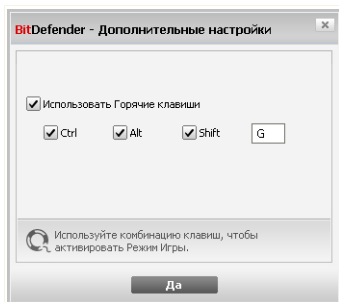 BitDefender - Дополнительные настройки
Использовать Горячие клавиши
Ctrl Alt Shift G
Используйте комбинацию клавиш, чтобы
активировать Режим Игры.
Да